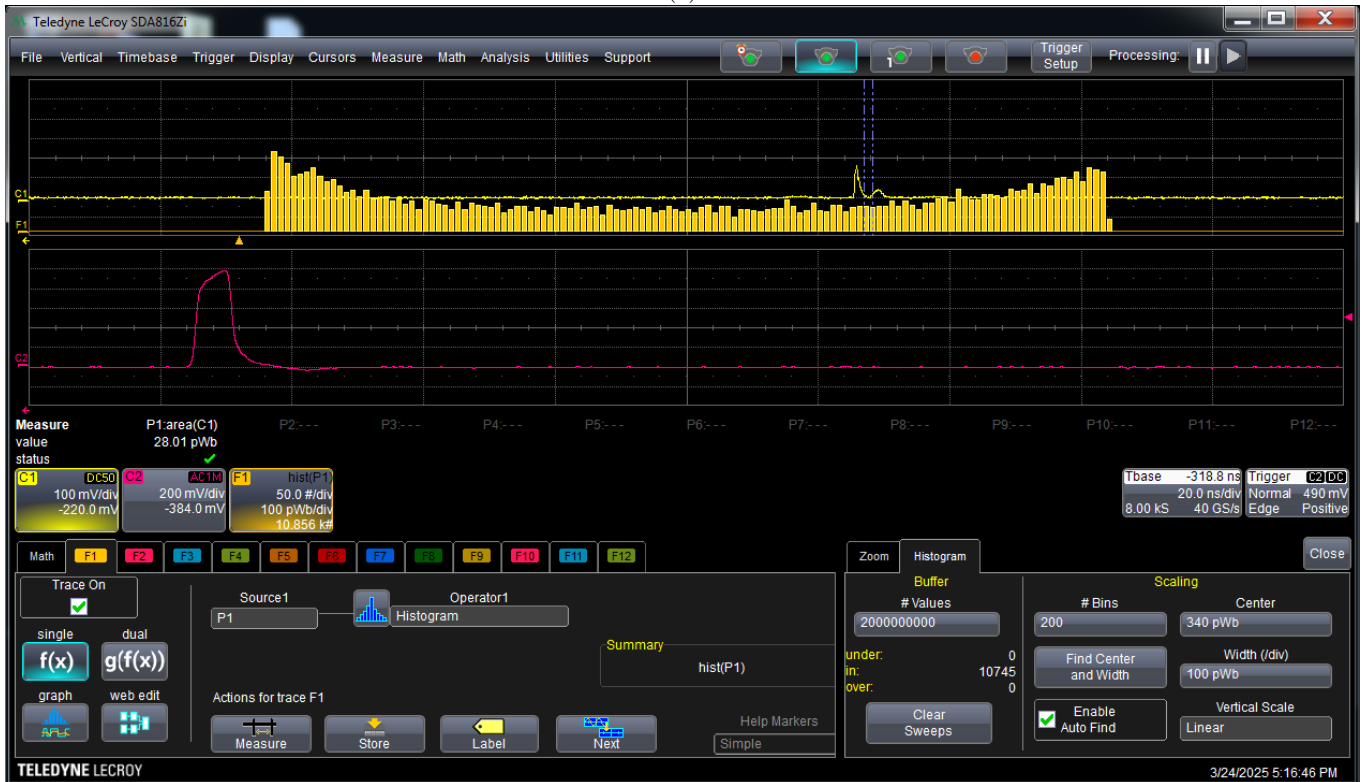 Teledyne LeCroy SDA816Zi
File Vertical Timebase Trigger Display Cursors Measure Math Analysis Utilities Support
Trigger Setup
Processing:
C1
F1
C2
Measure P1:area(C1) P2:--- P3:--- P4:--- P5:--- P6:--- P7:--- P8:--- P9:--- P10:--- P11:--- P12:---
value 28.01 pWb
status
C1 DC50
100 mV/div
-220.0 mV
C2 AC1M
200 mV/div
-384.0 mV
F1 hist(P1)
50.0 #/div
100 pWb/div
10.856 k#
Tbase -318.8 ns
20.0 ns/div
8.00 kS 40 GS/s
Trigger C2 DC
Normal 490 mV
Edge Positive
Math F1 F2 F3 F4 F5 F6 F7 F8 F9 F10 F11 F12
Trace On
single dual
f(x) g(f(x))
graph web edit
Source1
P1
Operator1
Histogram
Summary
hist(P1)
Actions for trace F1
Measure Store Label Next
Help Markers
Simple
Zoom Histogram
Close
Buffer
# Values
2000000000
under: 0
in: 10745
over: 0
Clear
Sweeps
Scaling
# Bins
200
Center
340 pWb
Find Center
and Width
Width (/div)
100 pWb
Enable
Auto Find
Vertical Scale
Linear
TELEDYNE LECROY
3/24/2025 5:16:46 PM